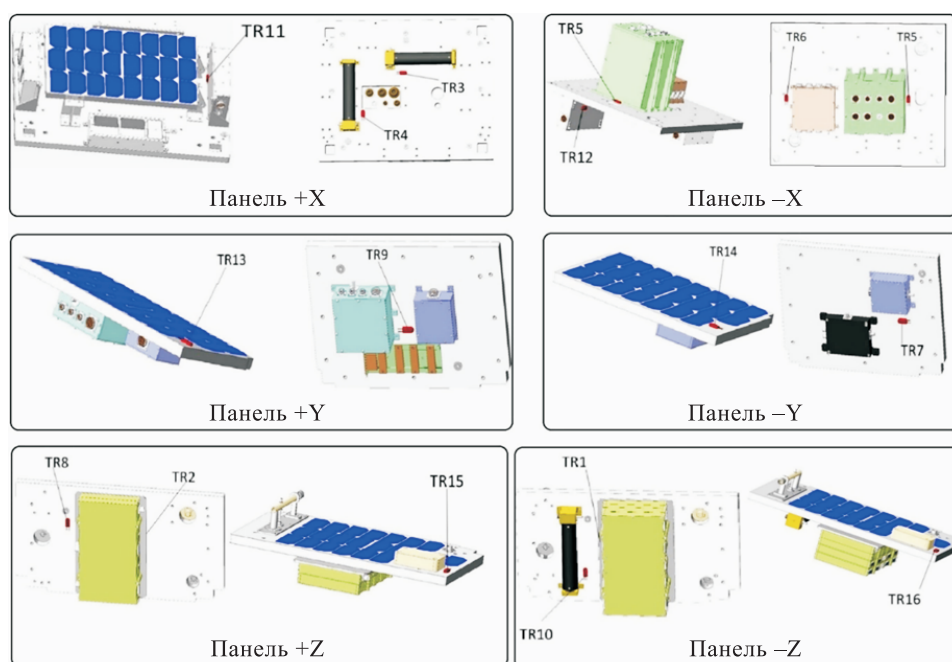 TR11
TR3
TR4
Панель +X
TR5
TR6
TR5
TR12
Панель –X
TR13
TR9
Панель +Y
TR14
TR7
Панель –Y
TR8
TR2
TR15
Панель +Z
TR1
TR10
TR16
Панель –Z